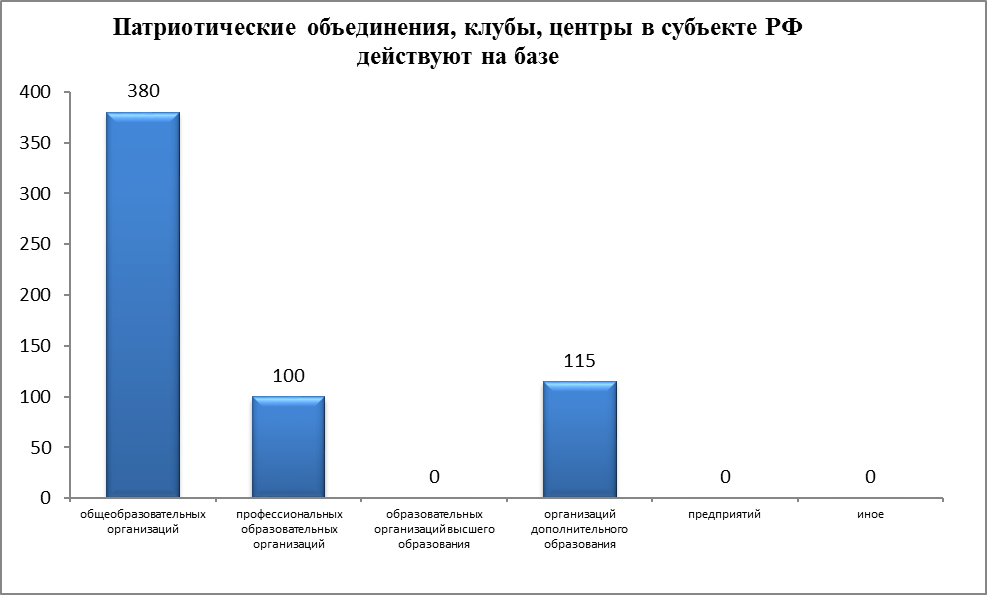 Патриотические объединения, клубы, центры в субъекте РФ
действуют на базе
400
350
300
250
200
150
100
50
0
380
100
0
115
0
0
общеобразовательных
организаций
профессиональных
образовательных
организаций
образовательных
организаций высшего
образования
организаций
дополнительного
образования
предприятий
иное